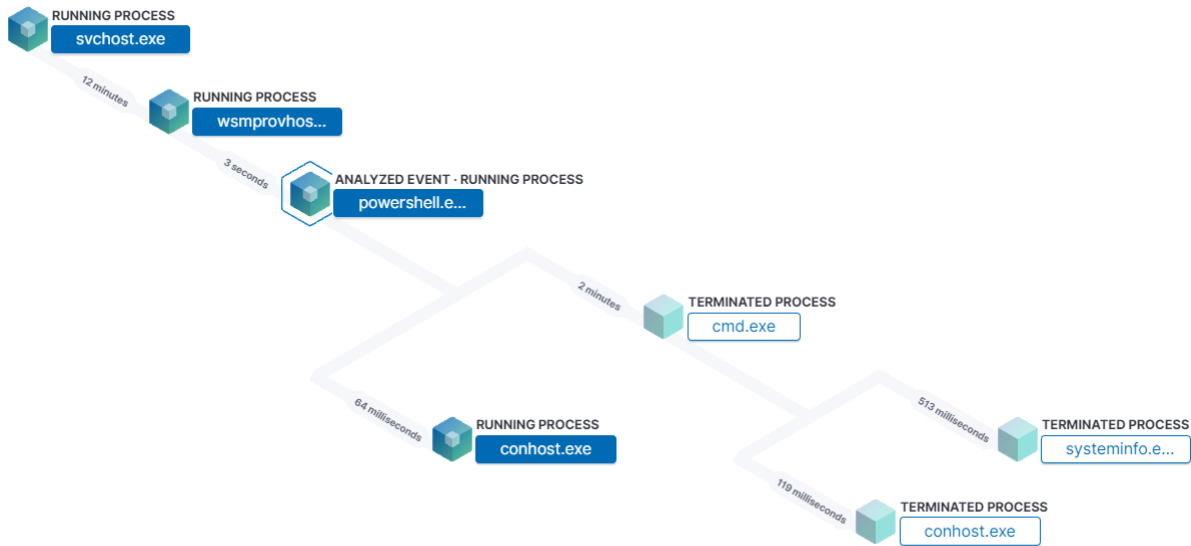 RUNNING PROCESS
svchost.exe
12 minutes
RUNNING PROCESS
wsmprovhos...
3 seconds
ANALYZED EVENT · RUNNING PROCESS
powershell.e...
2 minutes
TERMINATED PROCESS
cmd.exe
64 milliseconds
RUNNING PROCESS
conhost.exe
513 milliseconds
TERMINATED PROCESS
systeminfo.e...
119 milliseconds
TERMINATED PROCESS
conhost.exe